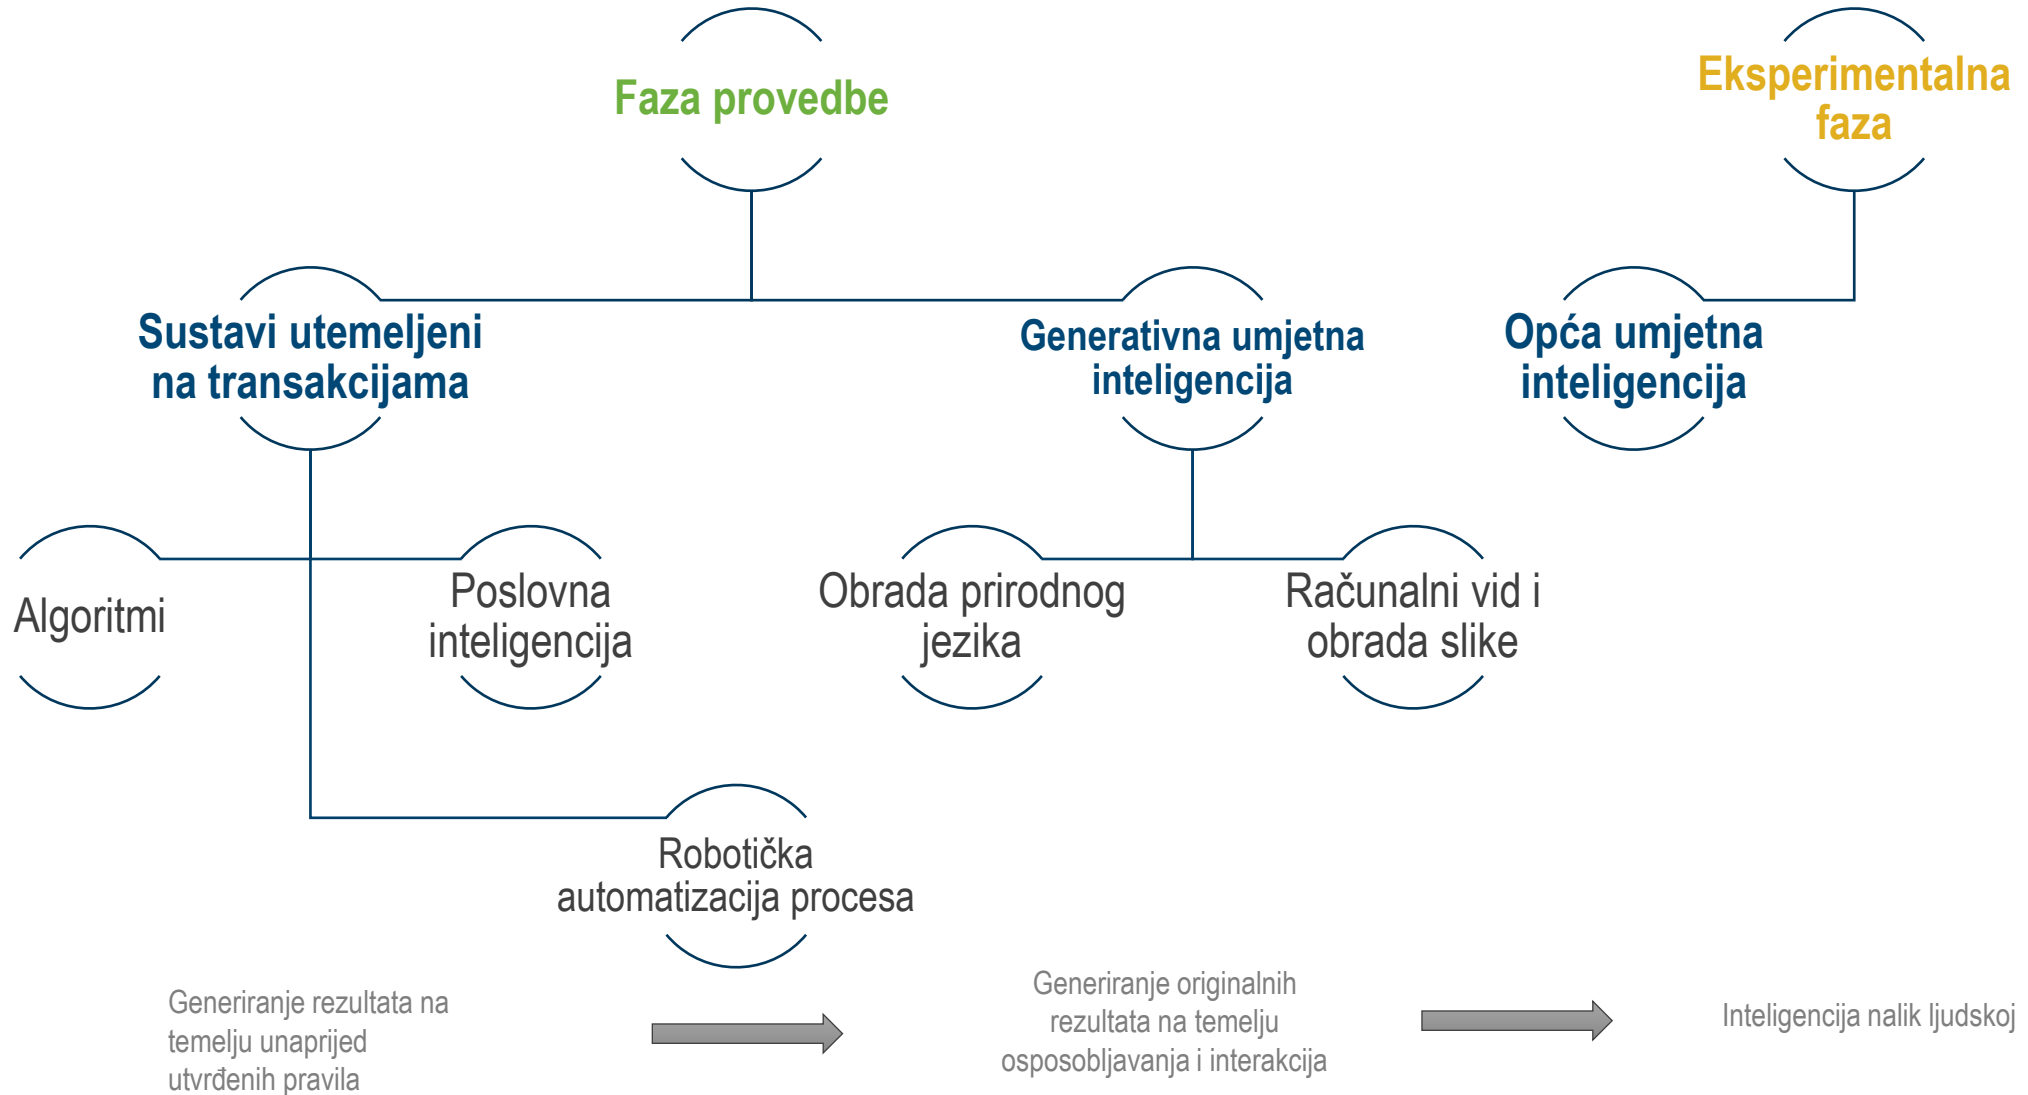 Faza provedbe
Eksperimentalna
faza
Sustavi utemeljeni
na transakcijama
Generativna umjetna
inteligencija
Opća umjetna
inteligencija
Algoritmi
Poslovna
inteligencija
Obrada prirodnog
jezika
Računalni vid i
obrada slike
Robotička
automatizacija procesa
Generiranje rezultata na
temelju unaprijed
utvrđenih pravila
Generiranje originalnih
rezultata na temelju
osposobljavanja i interakcija
Inteligencija nalik ljudskoj